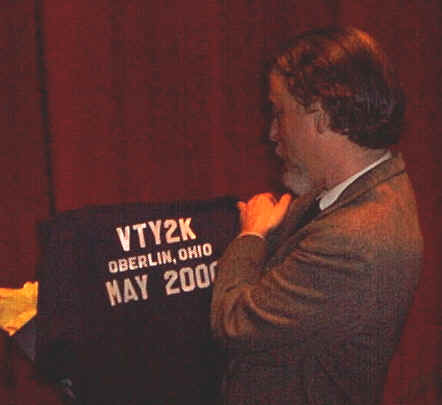 VTY2K
OBERLIN, OHIO
MAY 2000